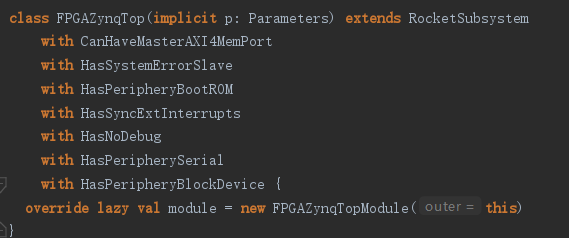 class FPGAZynqTop(implicit p: Parameters) extends RocketSubsystem
with CanHaveMasterAXI4MemPort
with HasSystemErrorSlave
with HasPeripheryBootROM
with HasSyncExtInterrupts
with HasNoDebug
with HasPeripherySerial
with HasPeripheryBlockDevice {
override lazy val module = new FPGAZynqTopModule( outer = this)
}